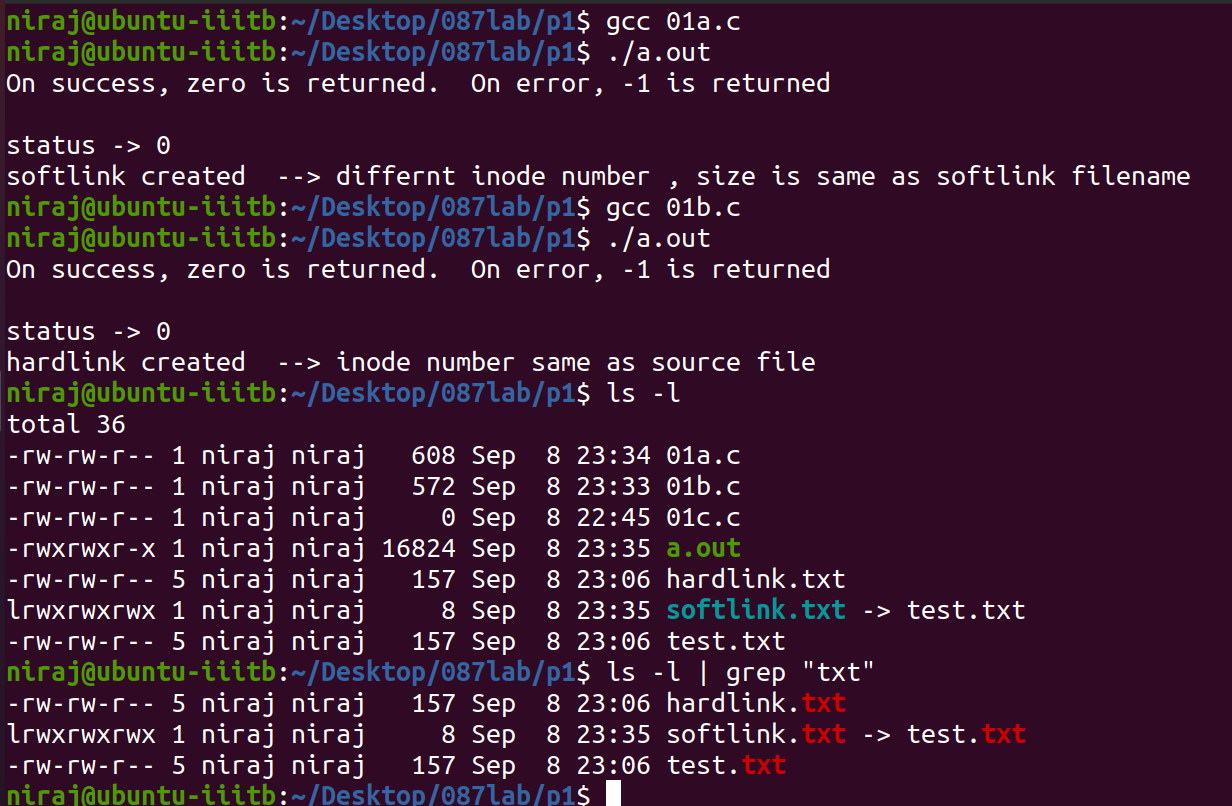 niraj@ubuntu-iiitb:~/Desktop/087lab/p1$ gcc 01a.c
niraj@ubuntu-iiitb:~/Desktop/087lab/p1$ ./a.out
On success, zero is returned.  On error, -1 is returned

status -> 0
softlink created  --> differnt inode number , size is same as softlink filename
niraj@ubuntu-iiitb:~/Desktop/087lab/p1$ gcc 01b.c
niraj@ubuntu-iiitb:~/Desktop/087lab/p1$ ./a.out
On success, zero is returned.  On error, -1 is returned

status -> 0
hardlink created  --> inode number same as source file
niraj@ubuntu-iiitb:~/Desktop/087lab/p1$ ls -l
total 36
-rw-rw-r-- 1 niraj niraj   608 Sep  8 23:34 01a.c
-rw-rw-r-- 1 niraj niraj   572 Sep  8 23:33 01b.c
-rw-rw-r-- 1 niraj niraj     0 Sep  8 22:45 01c.c
-rwxrwxr-x 1 niraj niraj 16824 Sep  8 23:35 a.out
-rw-rw-r-- 5 niraj niraj   157 Sep  8 23:06 hardlink.txt
lrwxrwxrwx 1 niraj niraj     8 Sep  8 23:35 softlink.txt -> test.txt
-rw-rw-r-- 5 niraj niraj   157 Sep  8 23:06 test.txt
niraj@ubuntu-iiitb:~/Desktop/087lab/p1$ ls -l | grep "txt"
-rw-rw-r-- 5 niraj niraj   157 Sep  8 23:06 hardlink.txt
lrwxrwxrwx 1 niraj niraj     8 Sep  8 23:35 softlink.txt -> test.txt
-rw-rw-r-- 5 niraj niraj   157 Sep  8 23:06 test.txt
niraj@ubuntu-iiitb:~/Desktop/087lab/p1$